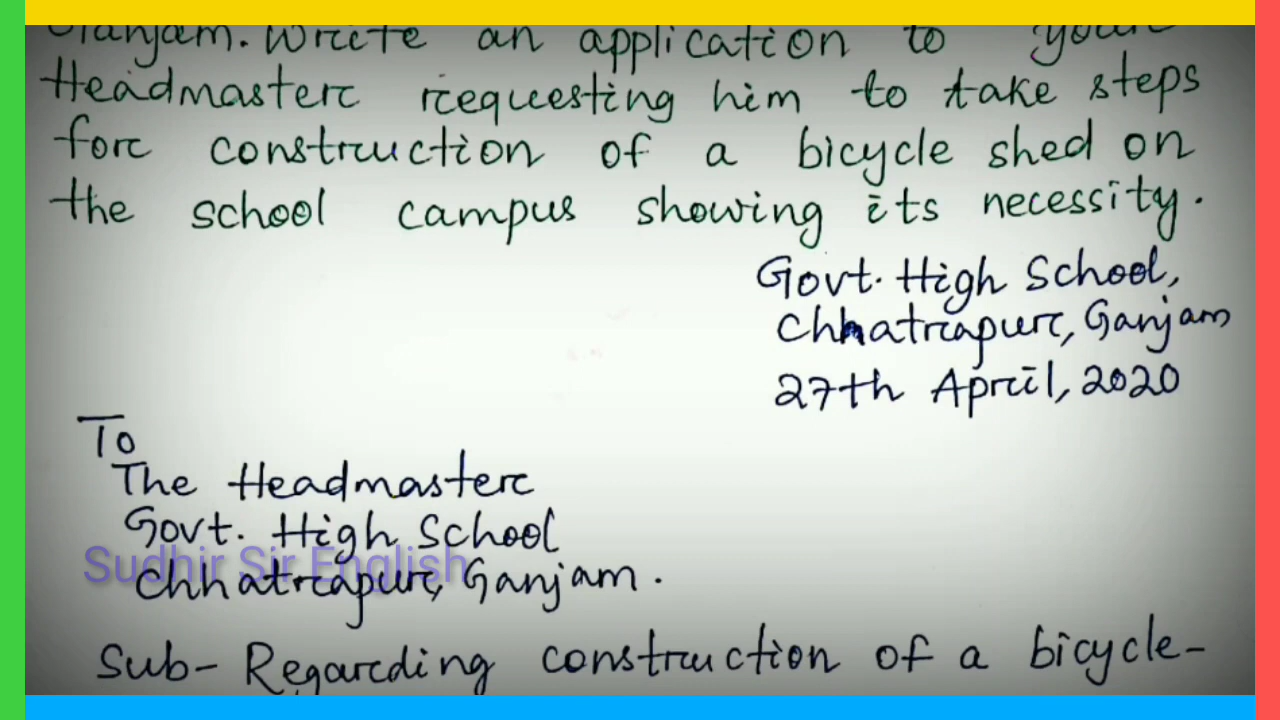 Ganjam. Write an application to your
Headmaster requesting him to take steps
for construction of a bicycle shed on
the school campus showing its necessity.
Govt. High School,
Chhatrapur, Ganjam
27th April, 2020
To
The Headmaster
Govt. High School
Sudhir Sir English
Chhatrapur, Ganjam.
Sub- Regarding construction of a bicycle-